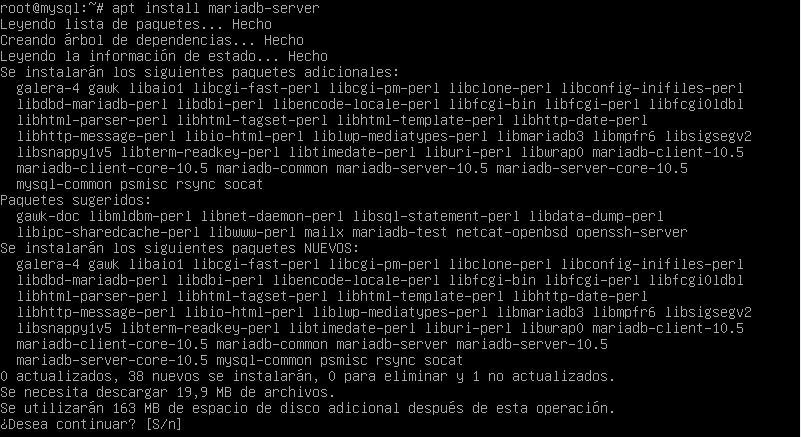 root@mysql:~# apt install mariadb-server
Leyendo lista de paquetes... Hecho
Creando árbol de dependencias... Hecho
Leyendo la información de estado... Hecho
Se instalarán los siguientes paquetes adicionales:
galera-4 gawk libaio1 libcgi-fast-perl libcgi-pm-perl libclone-perl libconfig-inifiles-perl
libdbd-mariadb-perl libdbi-perl libencode-locale-perl libfcgi-bin libfcgi-perl libfcgi0ldbl
libhtml-parser-perl libhtml-tagset-perl libhtml-template-perl libhttp-date-perl
libhttp-message-perl libio-html-perl liblwp-mediatypes-perl libmariadb3 libmpfr6 libsigsegv2
libsnappy1v5 libterm-readkey-perl libtimedate-perl liburi-perl libwrap0 mariadb-client-10.5
mariadb-client-core-10.5 mariadb-common mariadb-server-10.5 mariadb-server-core-10.5
mysql-common psmisc rsync socat
Paquetes sugeridos:
gawk-doc libmldbm-perl libnet-daemon-perl libsql-statement-perl libdata-dump-perl
libipc-sharedcache-perl libwww-perl mailx mariadb-test netcat-openbsd openssh-server
Se instalarán los siguientes paquetes NUEVOS:
galera-4 gawk libaio1 libcgi-fast-perl libcgi-pm-perl libclone-perl libconfig-inifiles-perl
libdbd-mariadb-perl libdbi-perl libencode-locale-perl libfcgi-bin libfcgi-perl libfcgi0ldbl
libhtml-parser-perl libhtml-tagset-perl libhtml-template-perl libhttp-date-perl
libhttp-message-perl libio-html-perl liblwp-mediatypes-perl libmariadb3 libmpfr6 libsigsegv2
libsnappy1v5 libterm-readkey-perl libtimedate-perl liburi-perl libwrap0 mariadb-client-10.5
mariadb-client-core-10.5 mariadb-common mariadb-server mariadb-server-10.5
mariadb-server-core-10.5 mysql-common psmisc rsync socat
0 actualizados, 38 nuevos se instalarán, 0 para eliminar y 1 no actualizados.
Se necesita descargar 19,9 MB de archivos.
Se utilizarán 163 MB de espacio de disco adicional después de esta operación.
¿Desea continuar? [S/n]